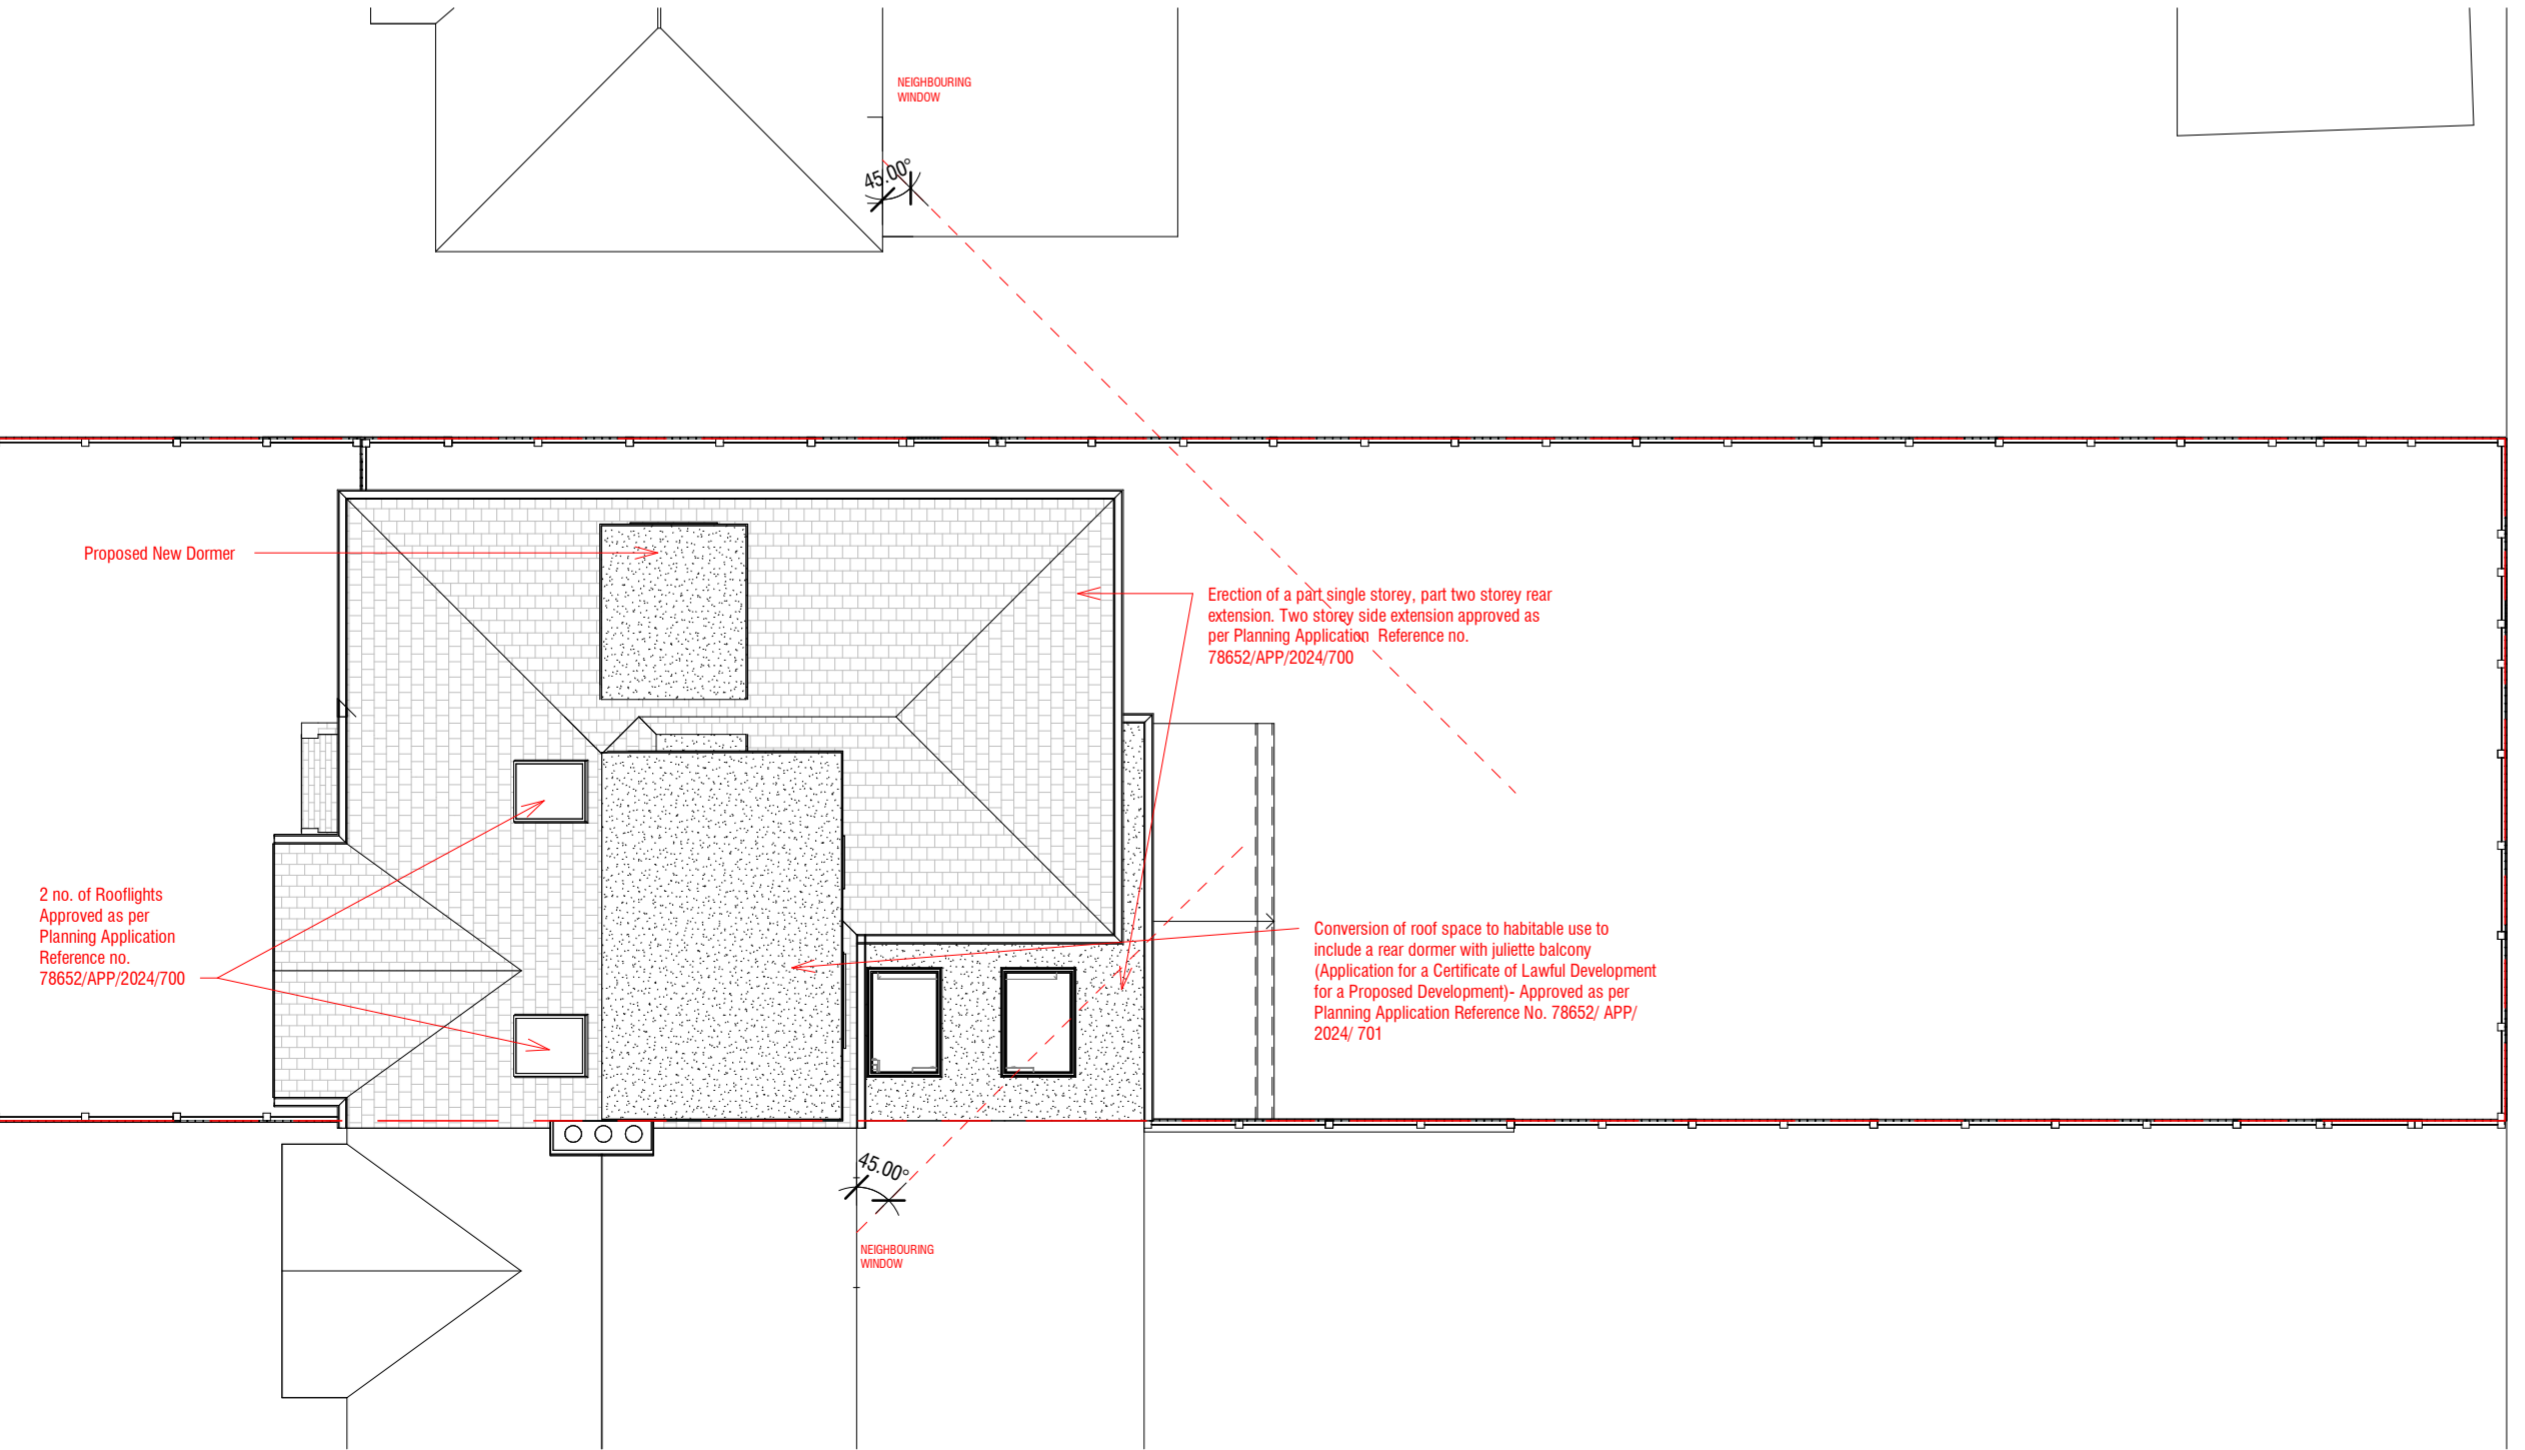 NEIGHBOURING
WINDOW
45.00°
Proposed New Dormer
Erection of a part single storey, part two storey rear
extension. Two storey side extension approved as
per Planning Application Reference no.
78652/APP/2024/700
2 no. of Rooflights
Approved as per
Planning Application
Reference no.
78652/APP/2024/700
Conversion of roof space to habitable use to
include a rear dormer with juliette balcony
(Application for a Certificate of Lawful Development
for a Proposed Development)- Approved as per
Planning Application Reference No. 78652/ APP/
2024/ 701
45.00°
NEIGHBOURING
WINDOW